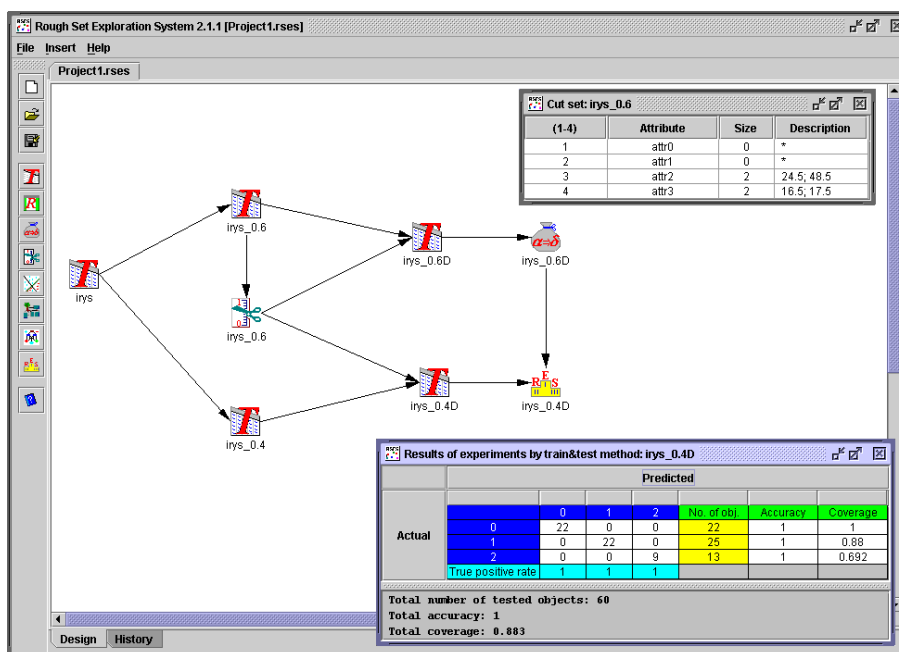 Rough Set Exploration System 2.1.1 [Project1.rses]
File Insert Help
Project1.rses
Cut set: irys_0.6
(1-4) Attribute Size Description
1 attr0 0 *
2 attr1 0 *
3 attr2 2 24.5; 48.5
4 attr3 2 16.5; 17.5
irys_0.6
irys_0.6D
irys_0.6D
irys
irys_0.6
irys_0.4D
irys_0.4D
irys_0.4
Results of experiments by train&test method: irys_0.4D
Predicted
Actual
0 1 2 No. of obj. Accuracy Coverage
0 22 0 0 22 1 1
1 0 22 0 25 1 0.88
2 0 0 9 13 1 0.692
True positive rate 1 1 1
Total number of tested objects: 60
Total accuracy: 1
Total coverage: 0.883
Design History